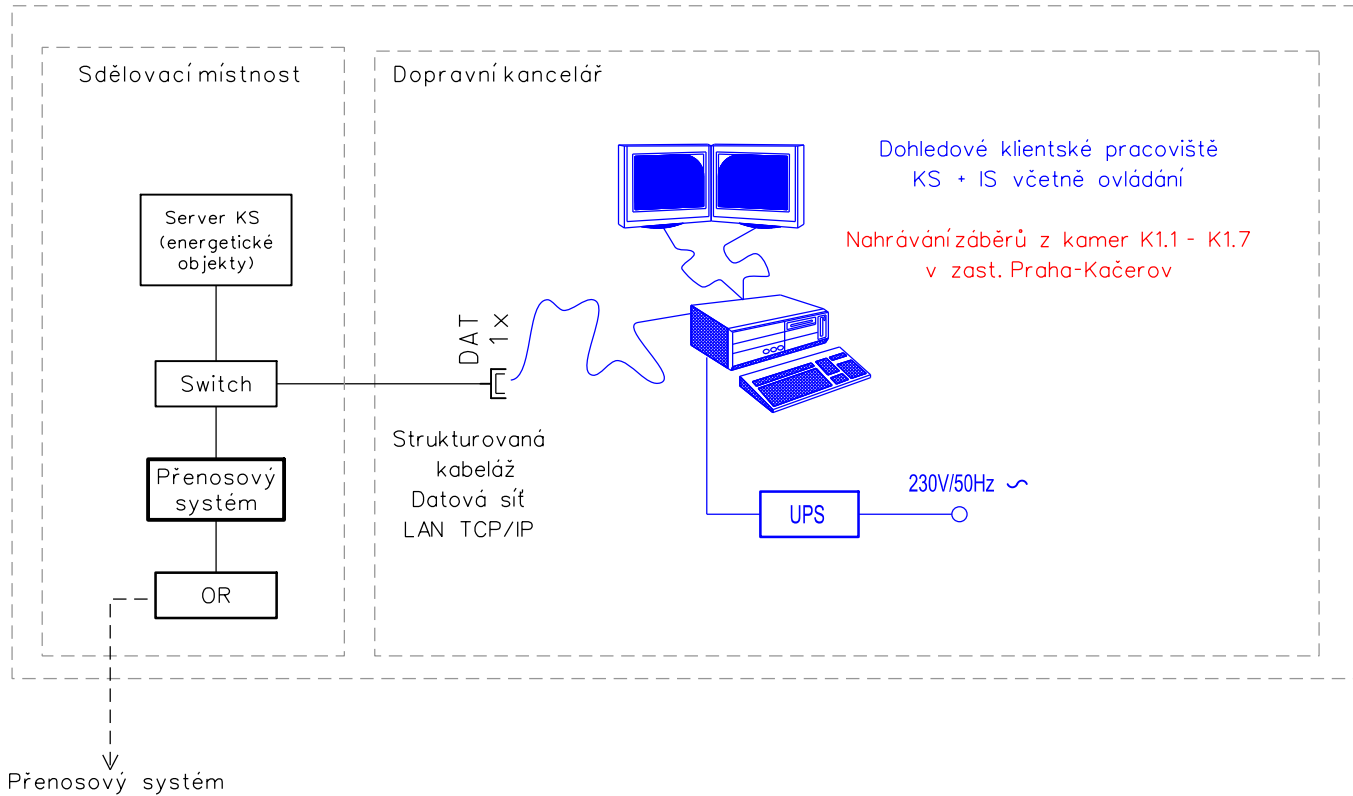 Sdělovací místnost
Server KS
(energetické
objekty)
Switch
Přenosový
systém
OR
Přenosový systém
Dopravní kancelář
DAT
1x
Strukturovaná
kabeláž
Datová síť
LAN TCP/IP
Dohledové klientské pracoviště
KS + IS včetně ovládání
Nahrávání záběrů z kamer K1.1 - K1.7
v zast. Praha-Kačerov
UPS
230V/50Hz ~